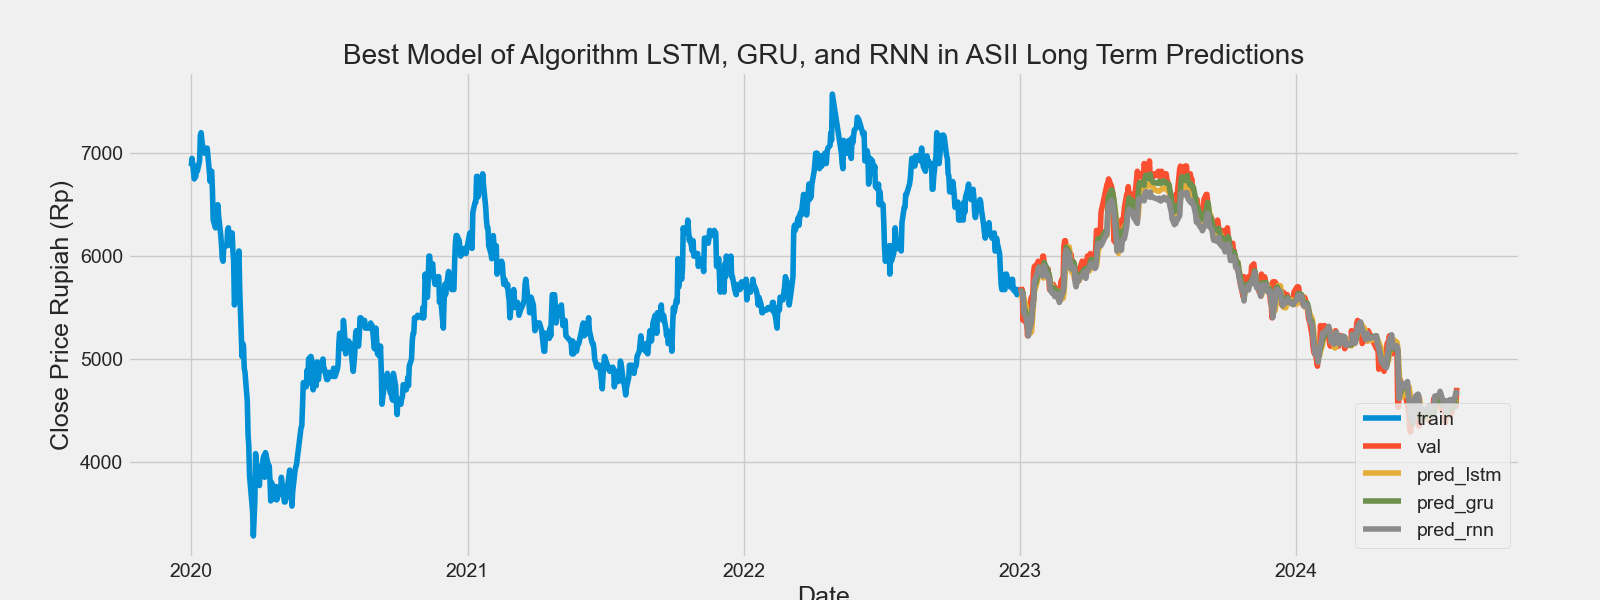 Best Model of Algorithm LSTM, GRU, and RNN in ASII Long Term Predictions
Close Price Rupiah (Rp)
7000
6000
5000
4000
2020
2021
2022
2023
2024
Date
train
val
pred_lstm
pred_gru
pred_rnn